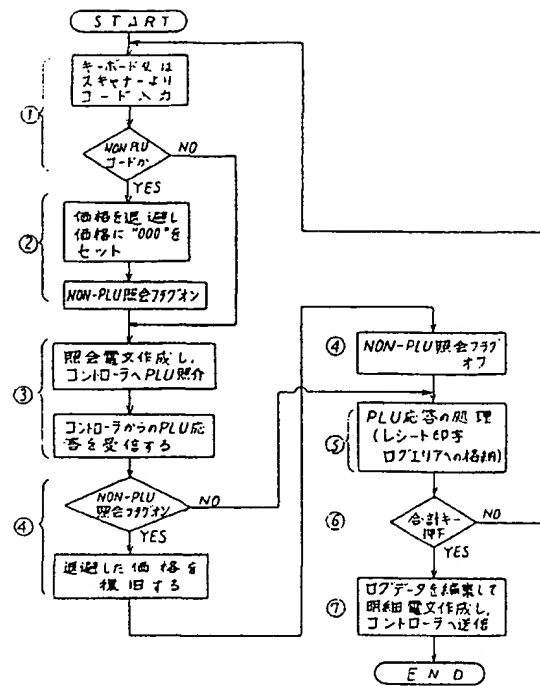 START
キーボード又は
スキャナーより
コード入力
①
NON PLU
コードか
NO
YES
②
価格を退避し
価格に"000"を
セット
NON-PLU照会フラグオン
③
照会電文作成し,
コントローラへPLU照介
コントローラからのPLU応
答を受信する
④
NON-PLU
照会フラグオン
NO
YES
退避した価格を
復旧する
④
NON-PLU照会フラグ
オフ
⑤
PLU応答の処理
(レシート印字
ログエリアへの格納)
⑥
合計キー
押下
NO
YES
⑦
ログデータを編集して
明細電文作成し,
コントローラへ送信
END